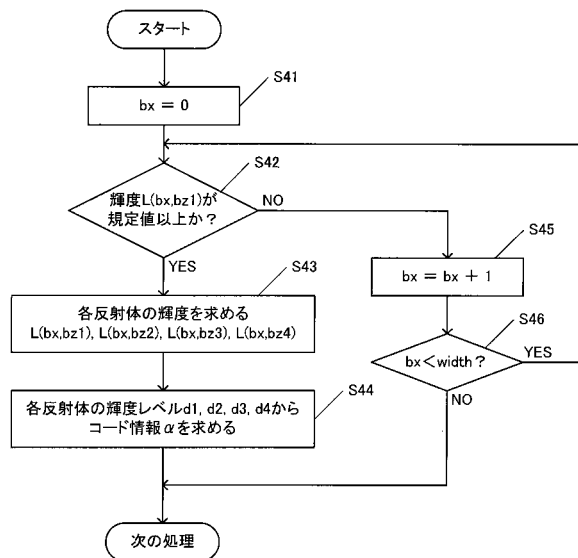 スタート
S41
bx = 0
S42
輝度L(bx,bz1)が
規定値以上か?
NO
YES
S43
各反射体の輝度を求める
L(bx,bz1), L(bx,bz2), L(bx,bz3), L(bx,bz4)
S44
各反射体の輝度レベルd1, d2, d3, d4から
コード情報αを求める
S45
bx = bx + 1
S46
bx<width?
YES
NO
次の処理